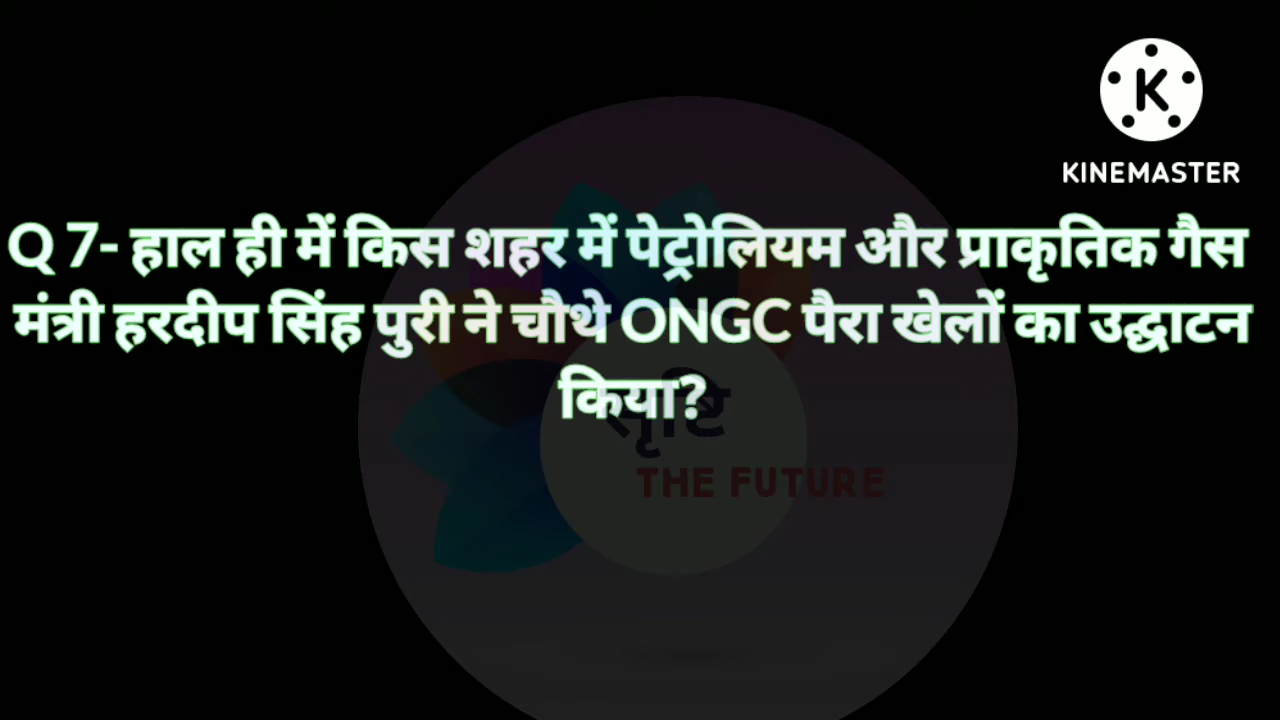 KINEMASTER
Q 7- हाल ही में किस शहर में पेट्रोलियम और प्राकृतिक गैस
मंत्री हरदीप सिंह पुरी ने चौथे ONGC पैरा खेलों का उद्घाटन
किया?
सृष्टि
THE FUTURE